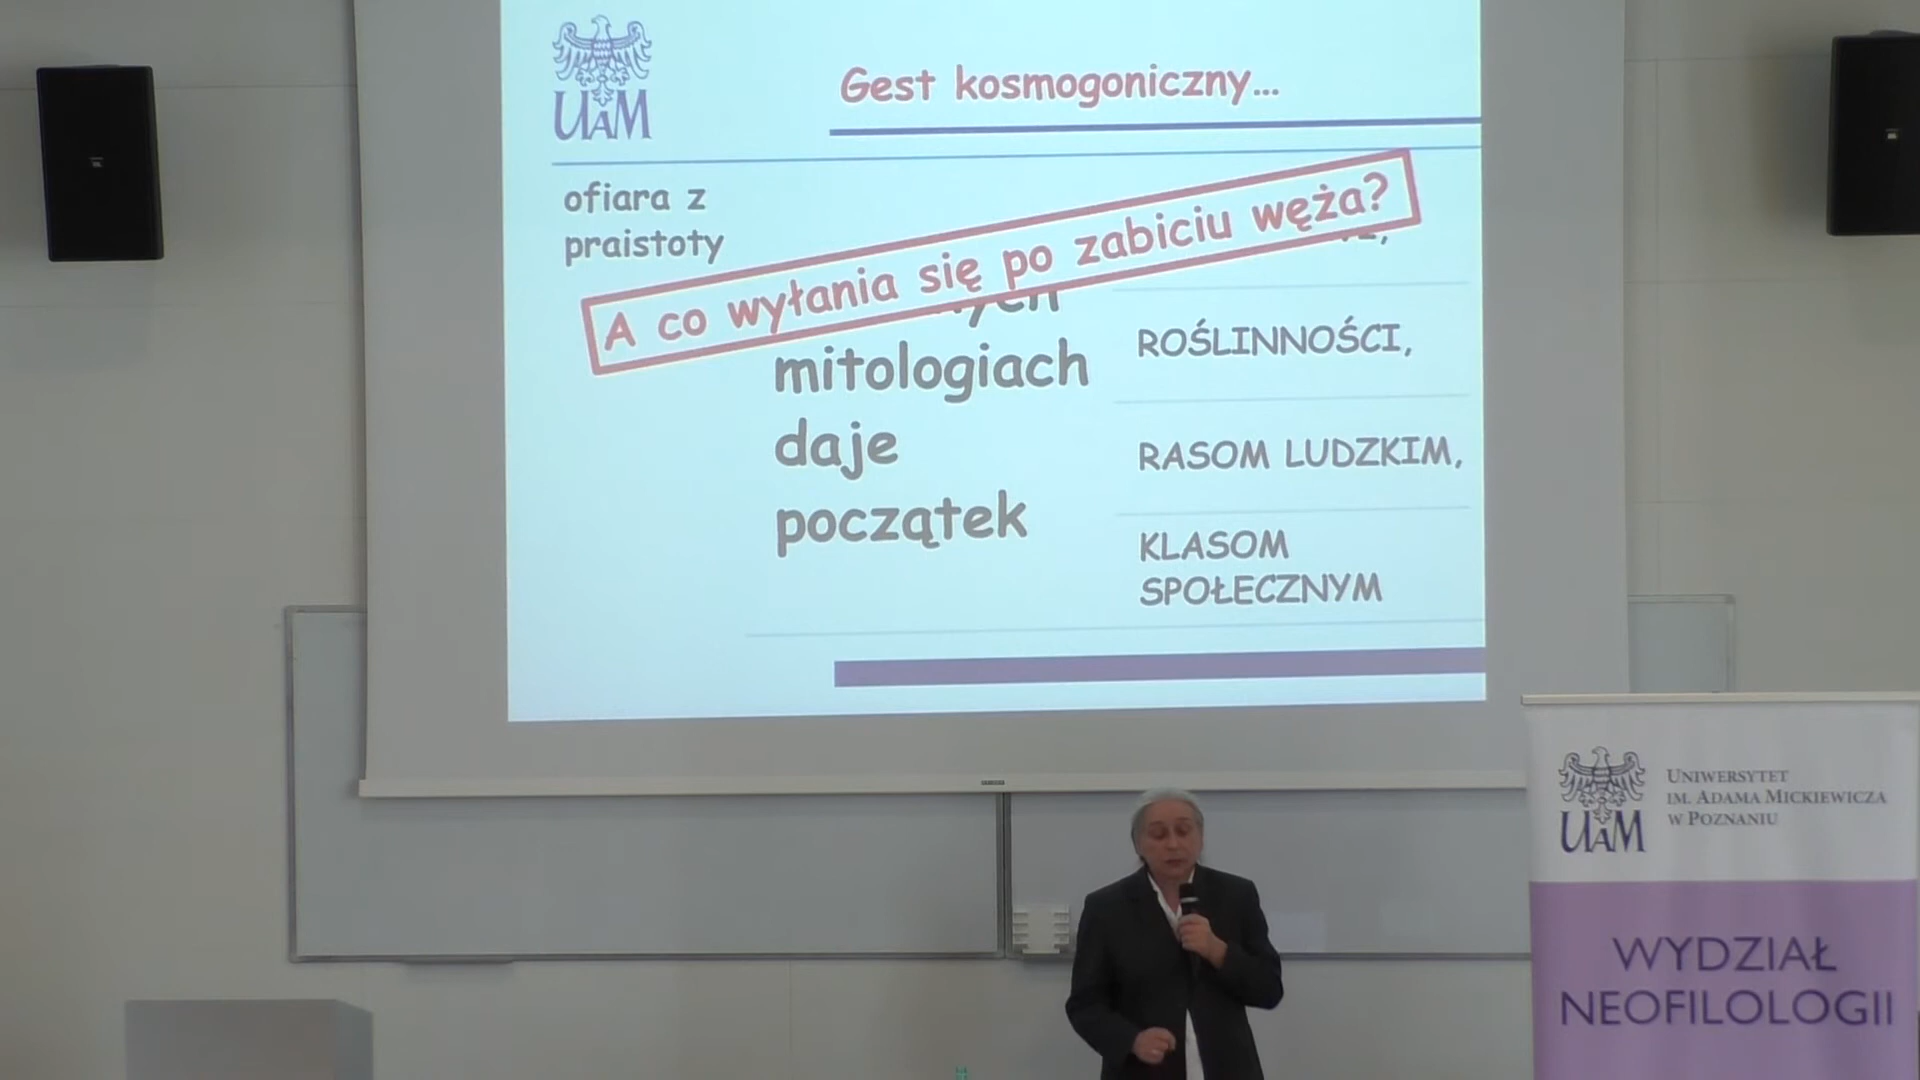 UAM
Gest kosmogoniczny...
ofiara z
praistoty
A co wyłania się po zabiciu węża?
mitologiach
daje
początek
ROŚLINNOŚCI,
RASOM LUDZKIM,
KLASOM
SPOŁECZNYM
UAM
UNIWERSYTET
IM. ADAMA MICKIEWICZA
W POZNANIU
WYDZIAŁ
NEOFILOLOGII